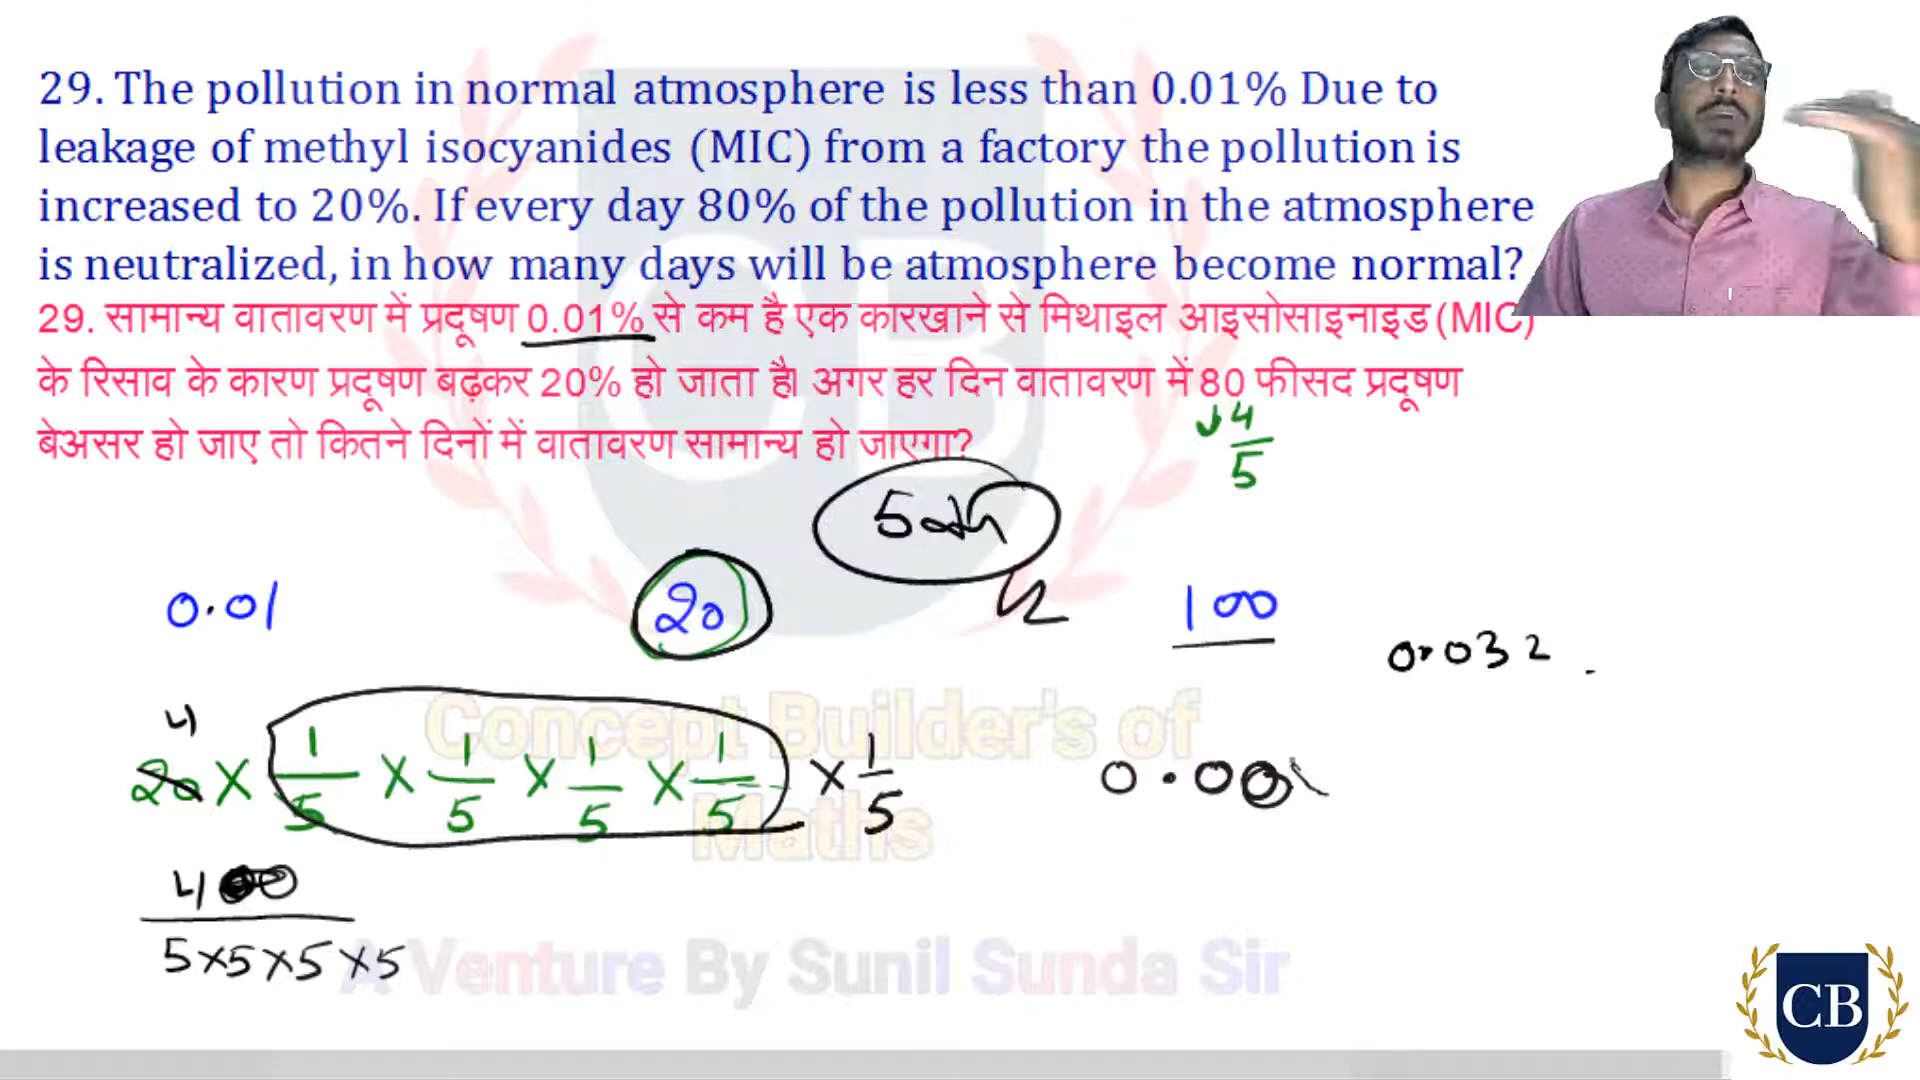 29. The pollution in normal atmosphere is less than 0.01% Due to
leakage of methyl isocyanides (MIC) from a factory the pollution is
increased to 20%. If every day 80% of the pollution in the atmosphere
is neutralized, in how many days will be atmosphere become normal?
29. सामान्य वातावरण में प्रदूषण 0.01% से कम है एक कारखाने से मिथाइल आइसोसाइनाइड (MIC)
के रिसाव के कारण प्रदूषण बढ़कर 20% हो जाता है। अगर हर दिन वातावरण में 80 फीसद प्रदूषण
बेअसर हो जाए तो कितने दिनों में वातावरण सामान्य हो जाएगा?
4/5
5
0.01
20
100
0.032
4
20 × 1/5 × 1/5 × 1/5 × 1/5 × 1/5
0.00
4
5×5×5×5
Concept Builder's of
Maths
A Venture By Sunil Sunda Sir
CB
CB